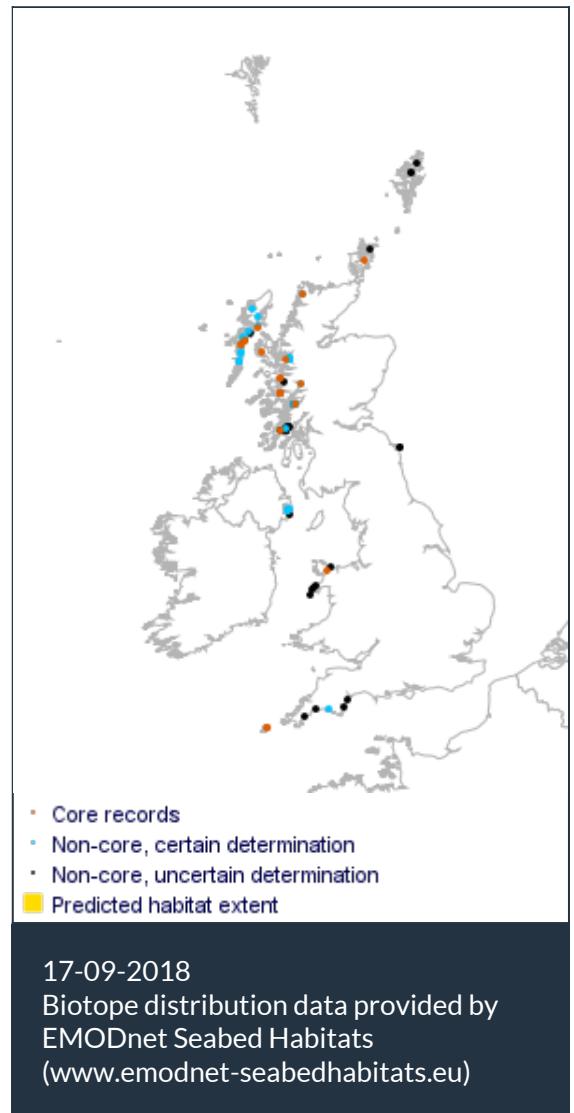 Core records
Non-core, certain determination
Non-core, uncertain determination
Predicted habitat extent
17-09-2018
Biotope distribution data provided by
EMODnet Seabed Habitats
(www.emodnet-seabedhabitats.eu)